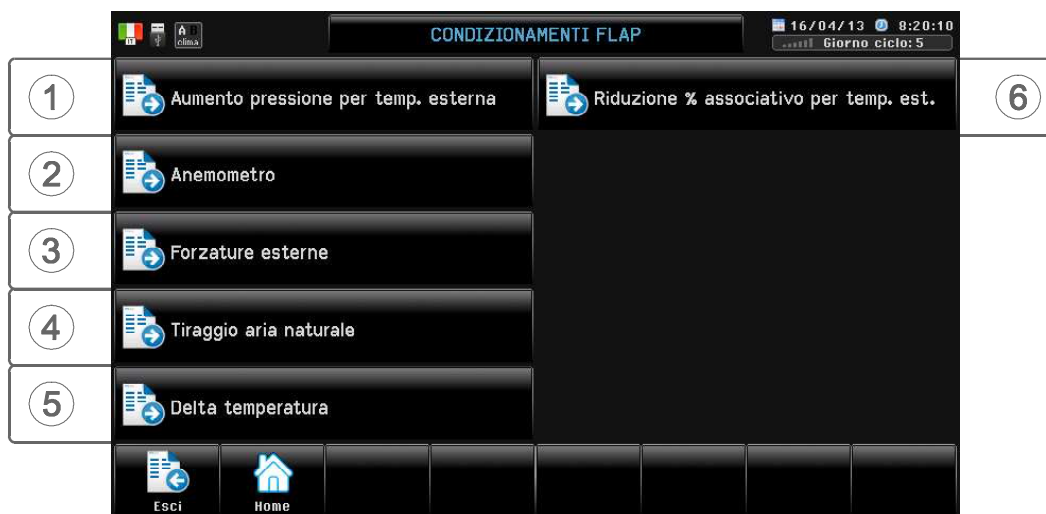 IT
A B
clima
CONDIZIONAMENTI FLAP
16/04/13 8:20:10
Giorno ciclo: 5
1
Aumento pressione per temp. esterna
Riduzione % associativo per temp. est.
6
2
Anemometro
3
Forzature esterne
4
Tiraggio aria naturale
5
Delta temperatura
Esci
Home